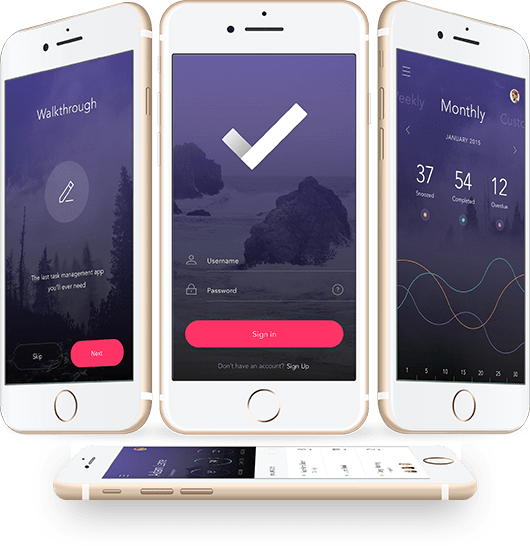 Walkthrough
The last task management app
you'll ever need
Skip
Next
Username
Password
?
Sign in
Don't have an account? Sign Up
Weekly Monthly Custo
JANUARY 2015
37 54 12
Snoozed Completed Overdue
1 5 10 15 20 25 30